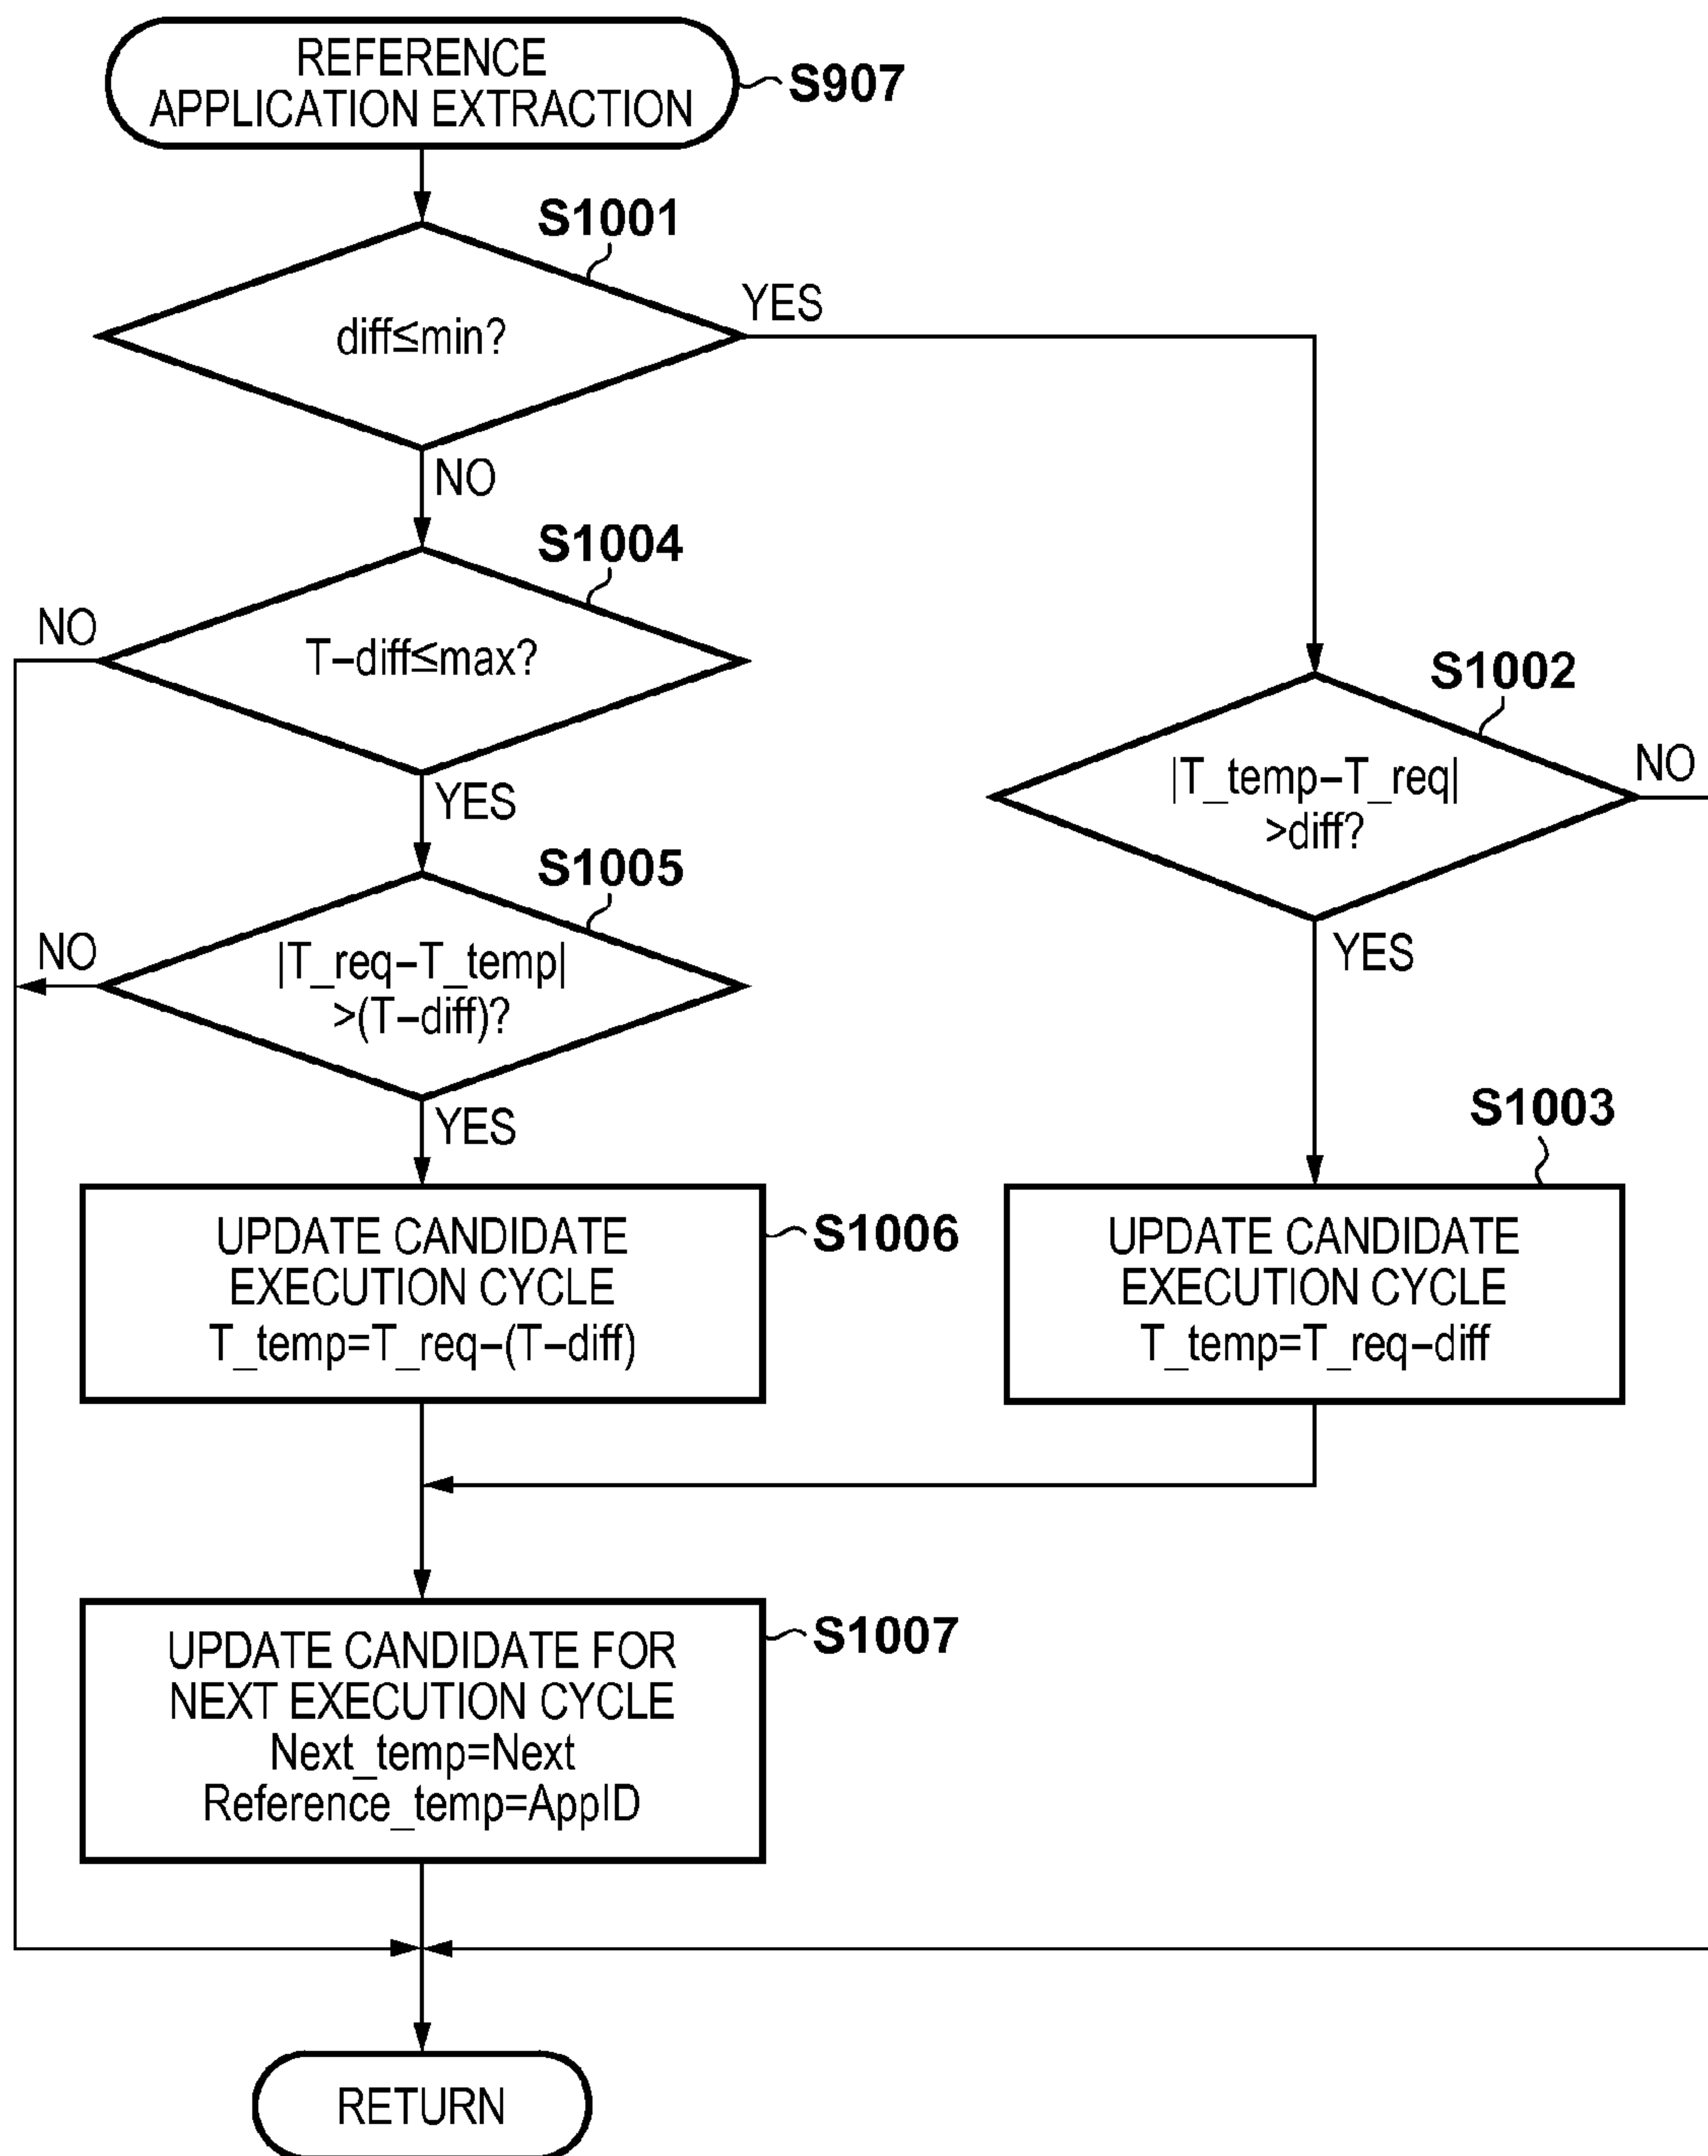 REFERENCE
APPLICATION EXTRACTION
S907
S1001
diff≤min?
YES
NO
S1004
T−diff≤max?
NO
YES
S1002
|T_temp−T_req|
>diff?
NO
YES
S1005
|T_req−T_temp|
>(T−diff)?
NO
YES
S1003
UPDATE CANDIDATE
EXECUTION CYCLE
T_temp=T_req−diff
S1006
UPDATE CANDIDATE
EXECUTION CYCLE
T_temp=T_req−(T−diff)
S1007
UPDATE CANDIDATE FOR
NEXT EXECUTION CYCLE
Next_temp=Next
Reference_temp=AppID
RETURN